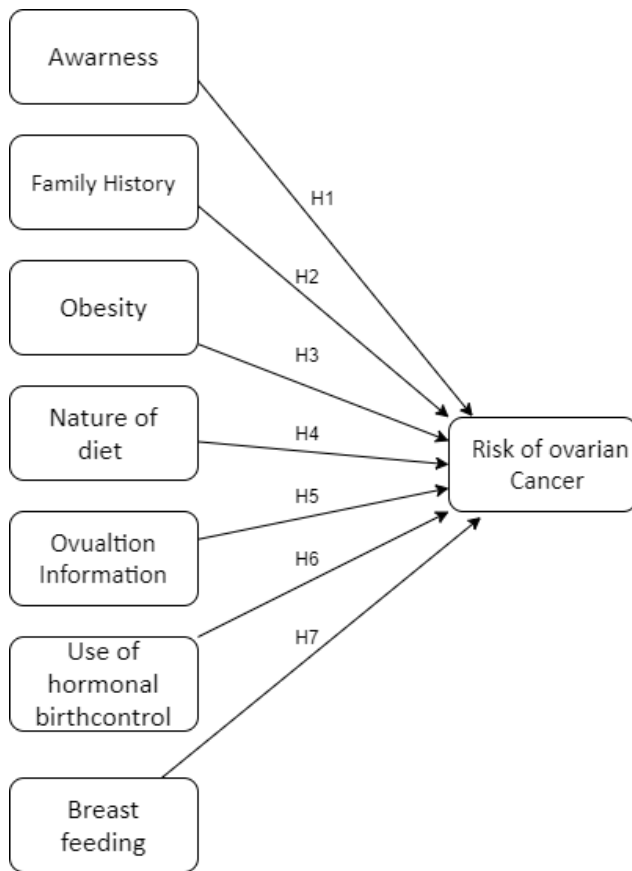 Awarness
Family History
Obesity
Nature of
diet
Ovualtion
Information
Use of
hormonal
birthcontrol
Breast
feeding
H1
H2
H3
H4
H5
H6
H7
Risk of ovarian
Cancer